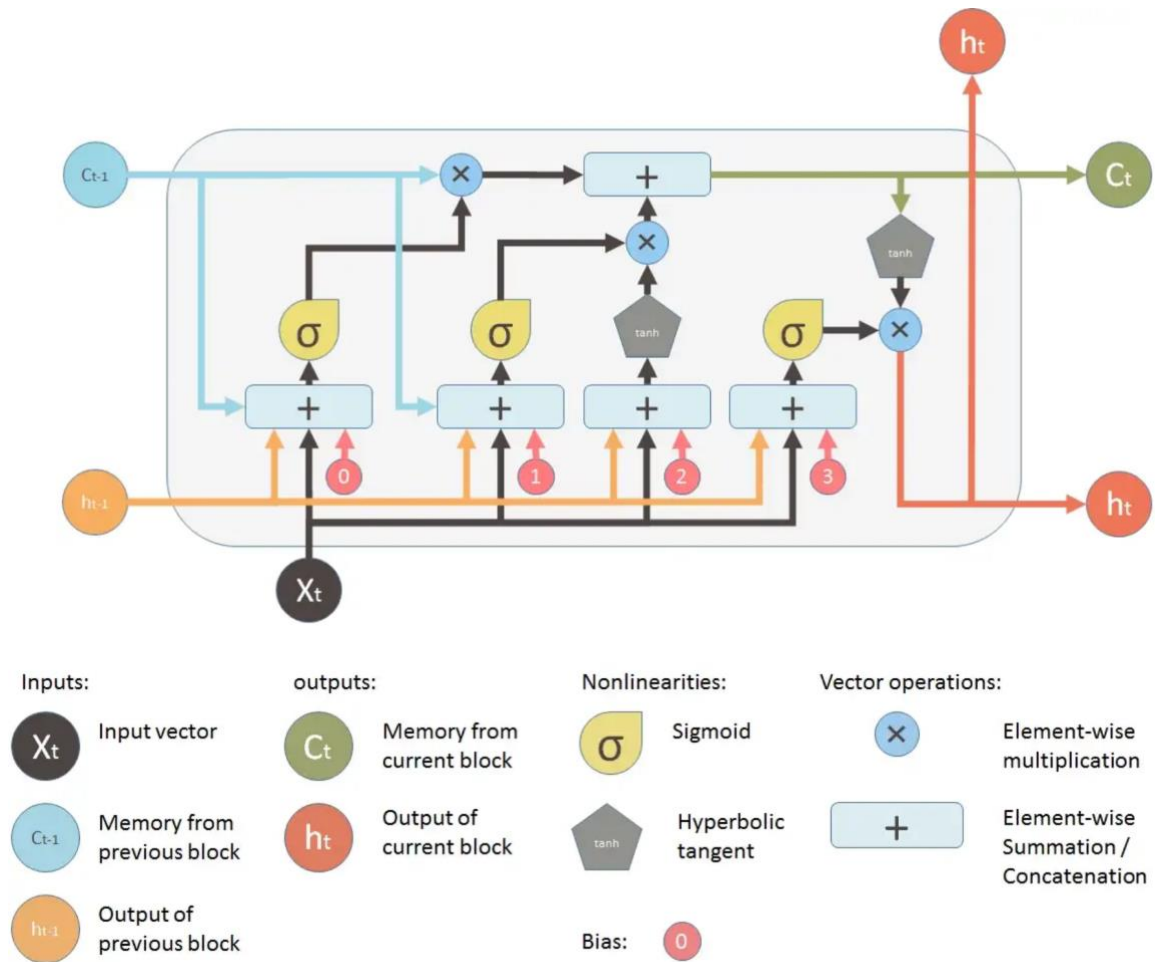 ht
Ct-1
×
+
Ct
×
tanh
σ
σ
tanh
σ
×
+
+
+
+
0
1
2
3
ht-1
ht
Xt
Inputs:
outputs:
Nonlinearities:
Vector operations:
Xt
Input vector
Ct
Memory from
current block
σ
Sigmoid
×
Element-wise
multiplication
Ct-1
Memory from
previous block
ht
Output of
current block
tanh
Hyperbolic
tangent
+
Element-wise
Summation /
Concatenation
ht-1
Output of
previous block
Bias:
0